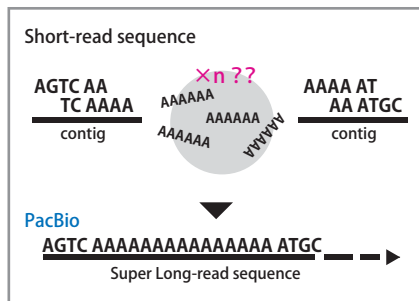 Short-read sequence
×n ??
AGTC AA
TC AAAA
contig
AAAAAA
AAAAAA
AAAAAA
AAAAA
AAAA AT
AA ATGC
contig
PacBio
AGTC AAAAAAAAAAAAAAA ATGC
Super Long-read sequence